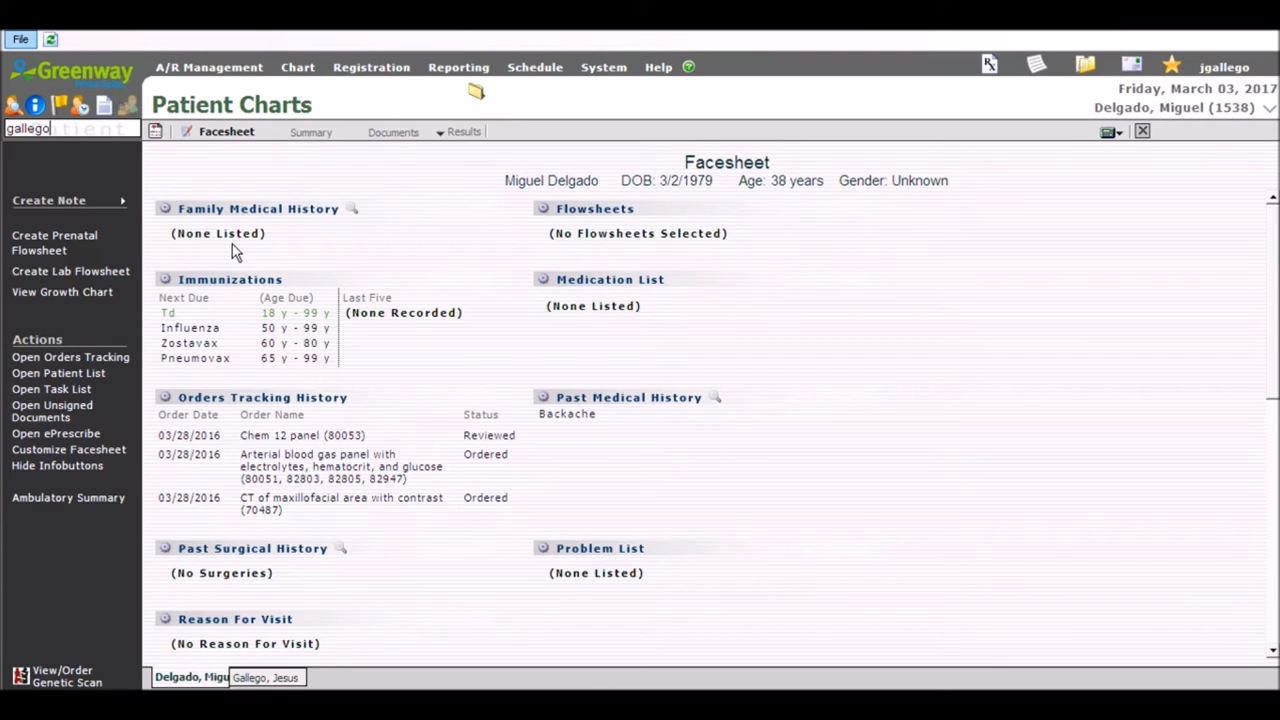 File
Greenway
A/R Management Chart Registration Reporting Schedule System Help
jgallego
Friday, March 03, 2017
Patient Charts
Delgado, Miguel (1538)
gallego
Facesheet Summary Documents Results
Facesheet
Miguel Delgado DOB: 3/2/1979 Age: 38 years Gender: Unknown
Create Note
Create Prenatal
Flowsheet
Create Lab Flowsheet
View Growth Chart
Actions
Open Orders Tracking
Open Patient List
Open Task List
Open Unsigned
Documents
Open ePrescribe
Customize Facesheet
Hide Infobuttons
Ambulatory Summary
View/Order
Genetic Scan
Family Medical History
(None Listed)
Flowsheets
(No Flowsheets Selected)
Immunizations
Next Due (Age Due) Last Five
Td 18 y - 99 y (None Recorded)
Influenza 50 y - 99 y
Zostavax 60 y - 80 y
Pneumovax 65 y - 99 y
Medication List
(None Listed)
Orders Tracking History
Order Date Order Name Status
03/28/2016 Chem 12 panel (80053) Reviewed
03/28/2016 Arterial blood gas panel with Ordered
electrolytes, hematocrit, and glucose
(80051, 82803, 82805, 82947)
03/28/2016 CT of maxillofacial area with contrast Ordered
(70487)
Past Medical History
Backache
Past Surgical History
(No Surgeries)
Problem List
(None Listed)
Reason For Visit
(No Reason For Visit)
Delgado, Migu Gallego, Jesus